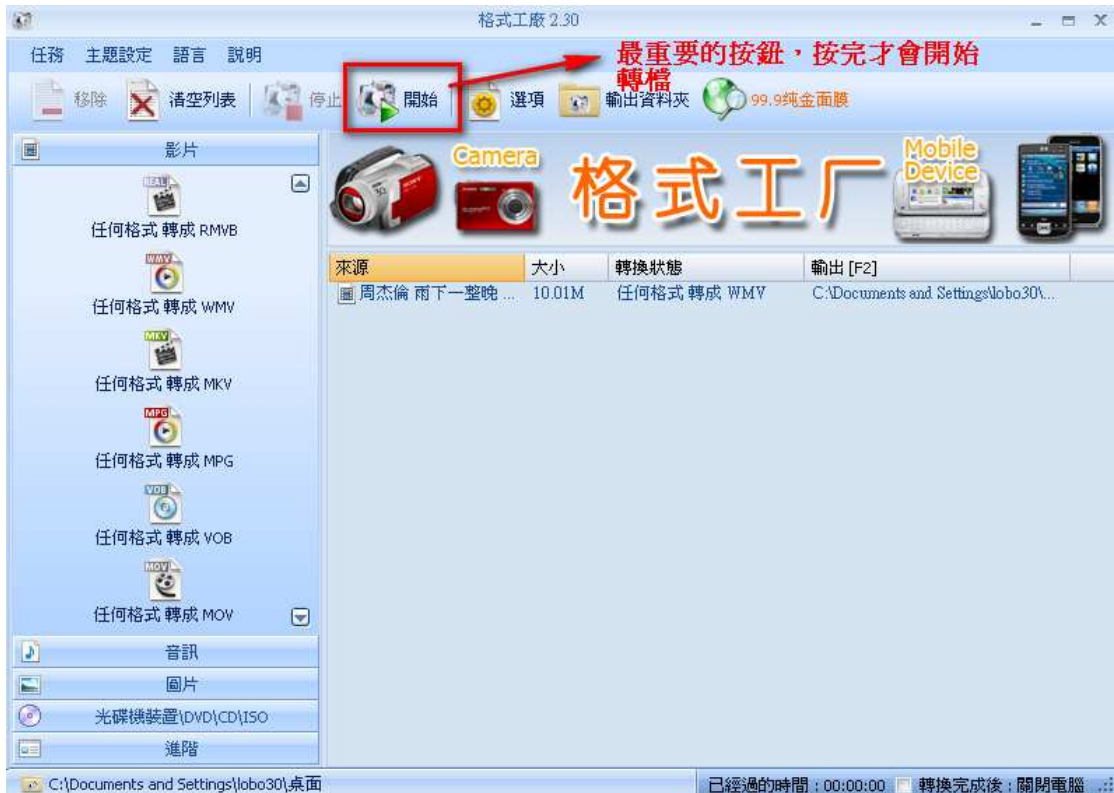 格式工廠 2.30
任務 主題設定 語言 説明
最重要的按鈕，按完才會開始
轉檔
移除 清空列表 停止 開始 選項 輸出資料夾 99.9纯金面膜
影片
REAL
任何格式 轉成 RMVB
WMV
任何格式 轉成 WMV
MKV
任何格式 轉成 MKV
MPG
任何格式 轉成 MPG
VOB
任何格式 轉成 VOB
MOV
任何格式 轉成 MOV
音訊
圖片
光碟機裝置\DVD\CD\ISO
進階
Camera
格式工厂
Mobile
Device
來源 大小 轉換狀態 輸出 [F2]
周杰倫 雨下一整晚 ... 10.01M 任何格式 轉成 WMV C:\Documents and Settings\lobo30\...
C:\Documents and Settings\lobo30\桌面
已經過的時間 : 00:00:00 轉換完成後 : 關閉電腦